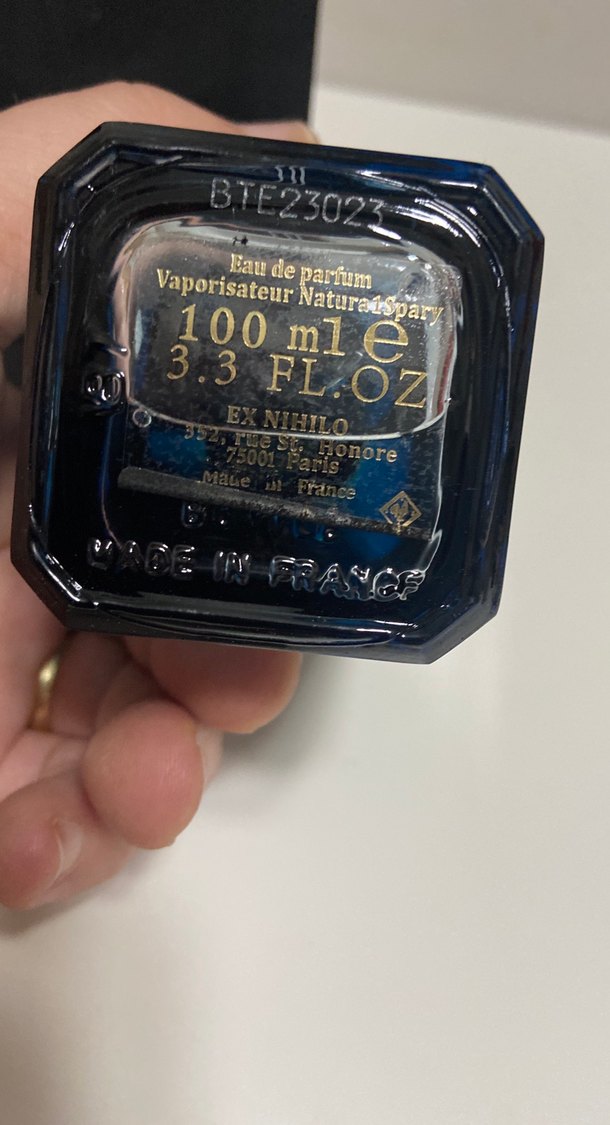 BTE23023
Eau de parfum
Vaporisateur Natura1Spary
100 ml e
3.3 FL.OZ
EX NIHILO
352, rue St. Honore
75001 Paris
Made in France
MADE IN FRANCE